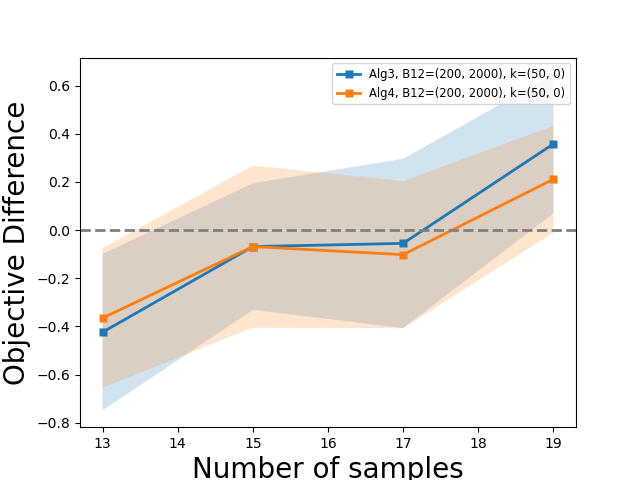 Alg3, B12=(200, 2000), k=(50, 0)
Alg4, B12=(200, 2000), k=(50, 0)
Objective Difference
0.6
0.4
0.2
0.0
−0.2
−0.4
−0.6
−0.8
13 14 15 16 17 18 19
Number of samples